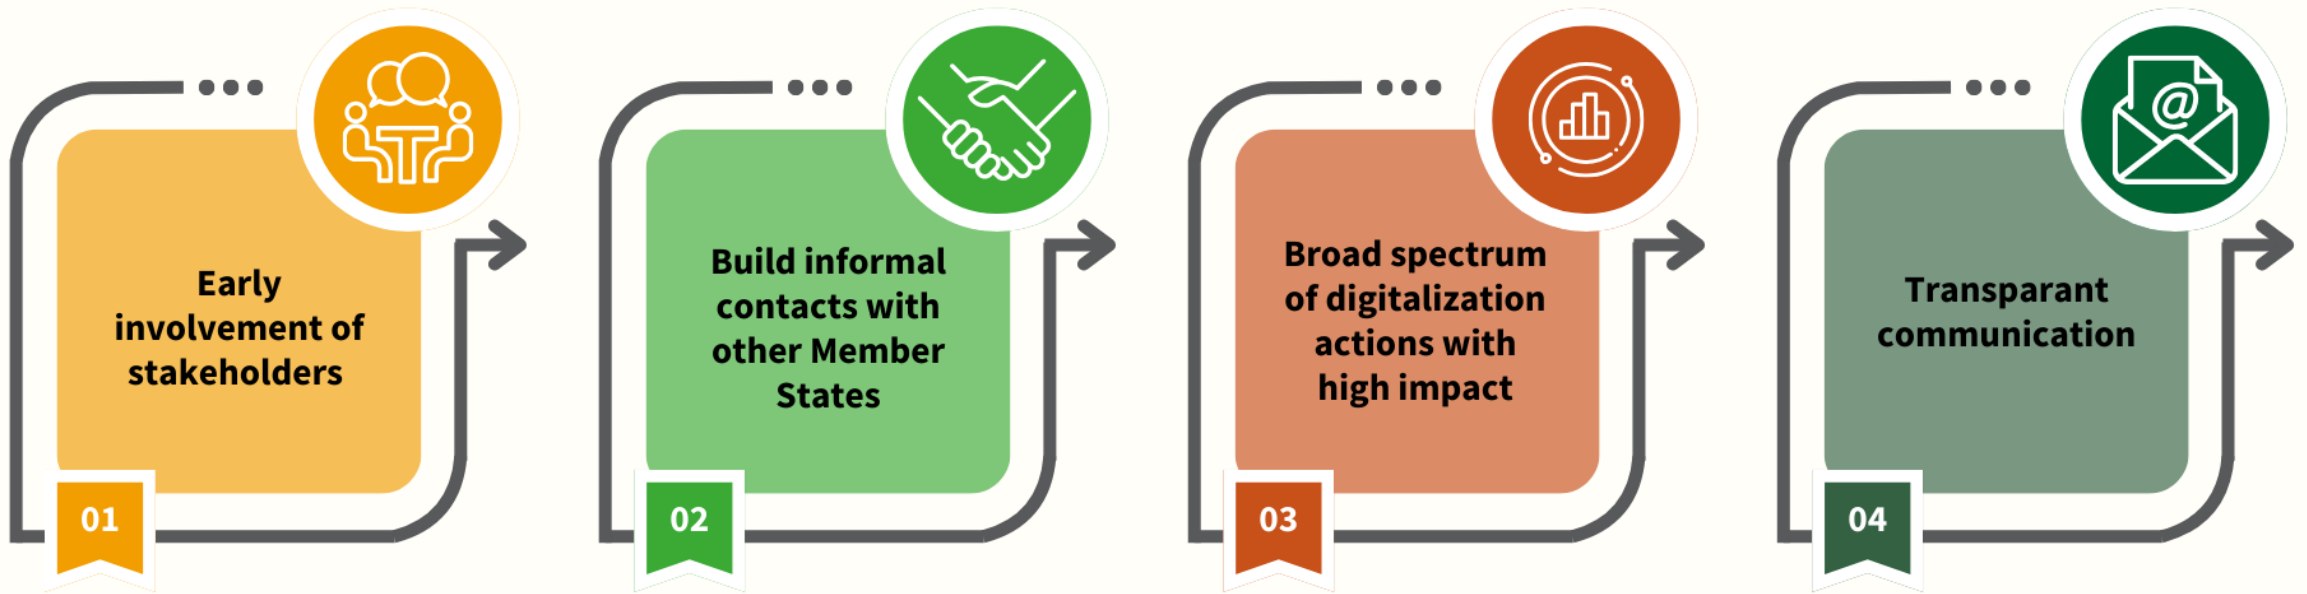 Early
involvement of
stakeholders
01
Build informal
contacts with
other Member
States
02
@
Broad spectrum
of digitalization
actions with
high impact
03
Transparant
communication
04